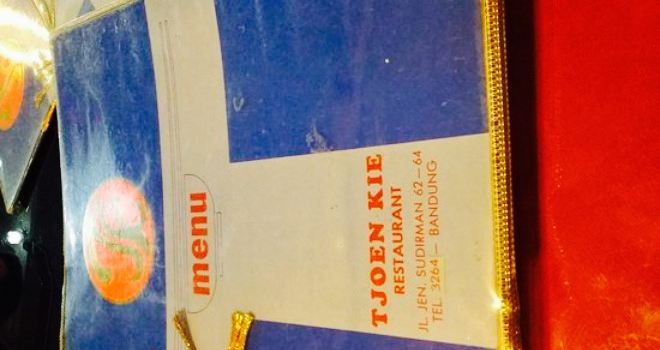 menu
TJOEN KIE
RESTAURANT
JL. JEN. SUDIRMAN 62-64
TEL. 3264 - BANDUNG